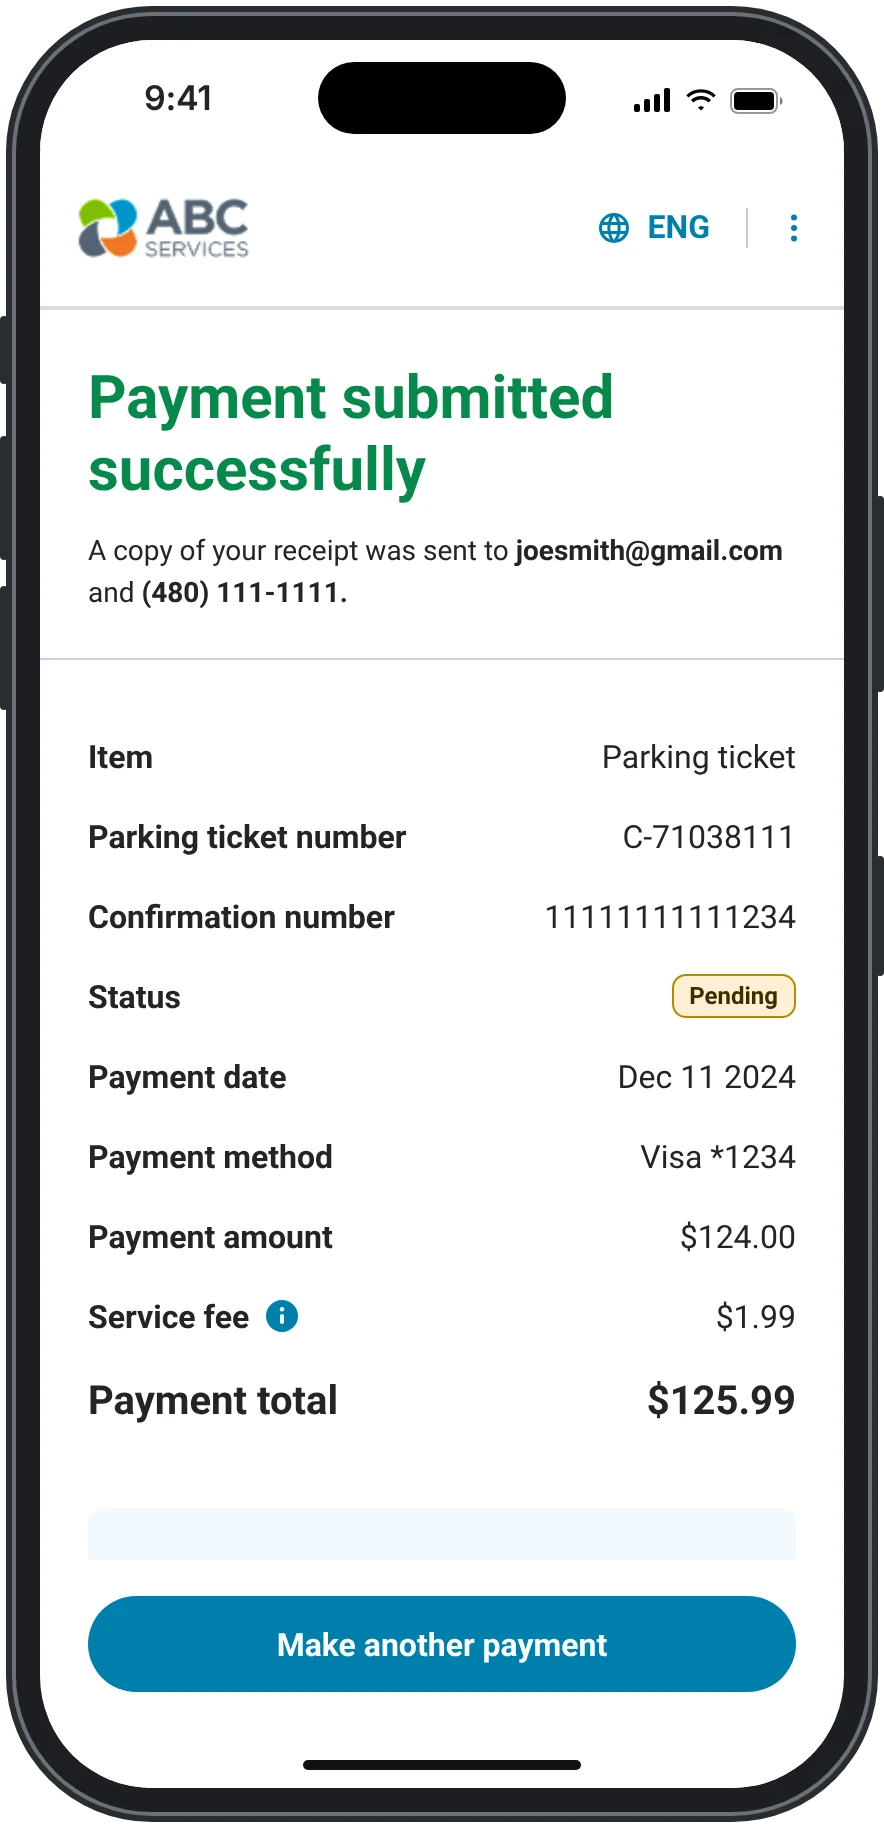 9:41
ABC
SERVICES
ENG
Payment submitted
successfully
A copy of your receipt was sent to joesmith@gmail.com
and (480) 111-1111.
Item Parking ticket
Parking ticket number C-71038111
Confirmation number 11111111111234
Status Pending
Payment date Dec 11 2024
Payment method Visa *1234
Payment amount $124.00
Service fee $1.99
Payment total $125.99
Make another payment